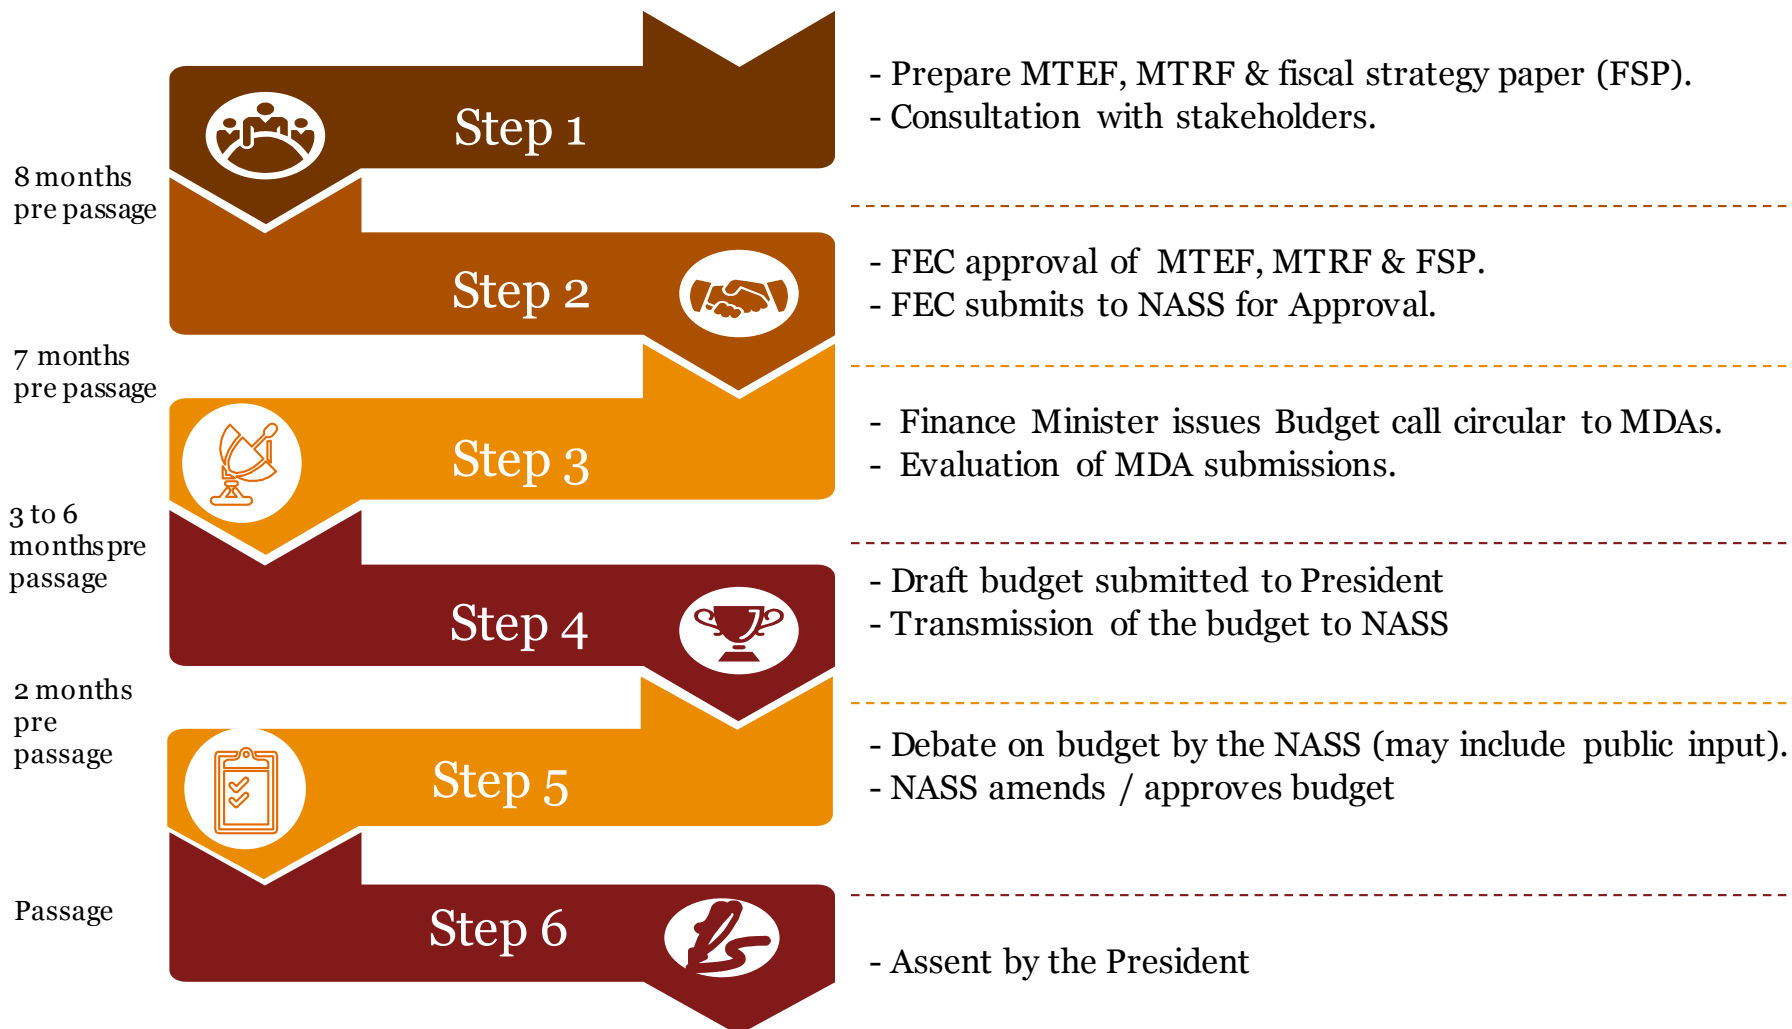 Step 1
- Prepare MTEF, MTRF & fiscal strategy paper (FSP).
- Consultation with stakeholders.
8 months
pre passage
Step 2
- FEC approval of MTEF, MTRF & FSP.
- FEC submits to NASS for Approval.
7 months
pre passage
Step 3
- Finance Minister issues Budget call circular to MDAs.
- Evaluation of MDA submissions.
3 to 6
months pre
passage
Step 4
- Draft budget submitted to President
- Transmission of the budget to NASS
2 months
pre
passage
Step 5
- Debate on budget by the NASS (may include public input).
- NASS amends / approves budget
Passage
Step 6
- Assent by the President